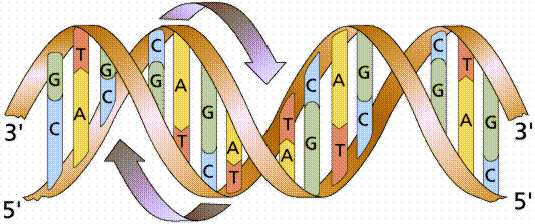 G T G C A G A T C A G C T G
C A C G T C T A G T C G A C
3' 3'
5' 5'